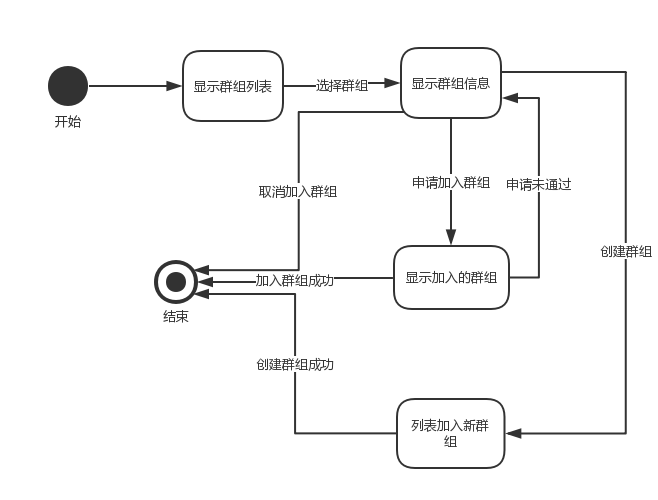 显示群组列表
选择群组
显示群组信息
开始
取消加入群组
申请加入群组
申请未通过
创建群组
加入群组成功
显示加入的群组
结束
创建群组成功
列表加入新群
组